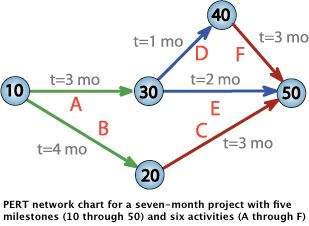 40
t=1 mo
t=3 mo
D
F
10
t=3 mo
30
t=2 mo
50
A
E
B
C
t=4 mo
t=3 mo
20
PERT network chart for a seven-month project with five
milestones (10 through 50) and six activities (A through F)